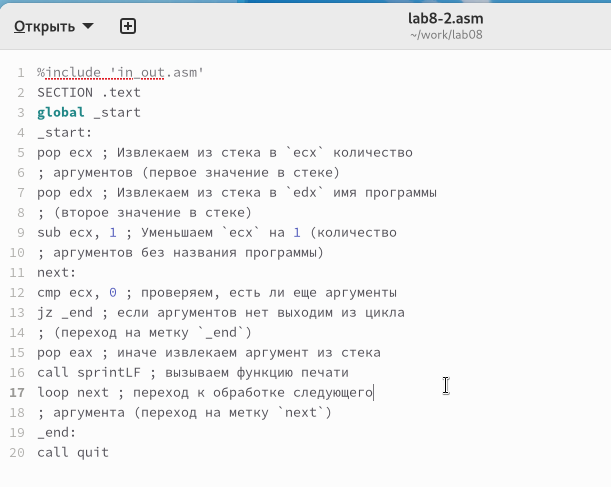 Открыть
lab8-2.asm
~/work/lab08
1 %include 'in_out.asm'
2 SECTION .text
3 global _start
4 _start:
5 pop ecx ; Извлекаем из стека в `ecx` количество
6 ; аргументов (первое значение в стеке)
7 pop edx ; Извлекаем из стека в `edx` имя программы
8 ; (второе значение в стеке)
9 sub ecx, 1 ; Уменьшаем `ecx` на 1 (количество
10 ; аргументов без названия программы)
11 next:
12 cmp ecx, 0 ; проверяем, есть ли еще аргументы
13 jz _end ; если аргументов нет выходим из цикла
14 ; (переход на метку `_end`)
15 pop eax ; иначе извлекаем аргумент из стека
16 call sprintLF ; вызываем функцию печати
17 loop next ; переход к обработке следующего
18 ; аргумента (переход на метку `next`)
19 _end:
20 call quit